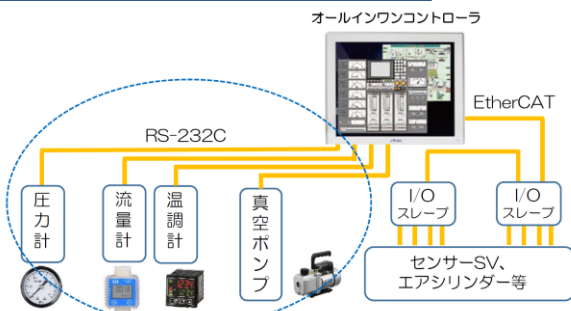 オールインワンコントローラ
EtherCAT
RS-232C
圧力計
流量計
温調計
真空ポンプ
I/O
スレーブ
I/O
スレーブ
センサーSV、
エアシリンダー等